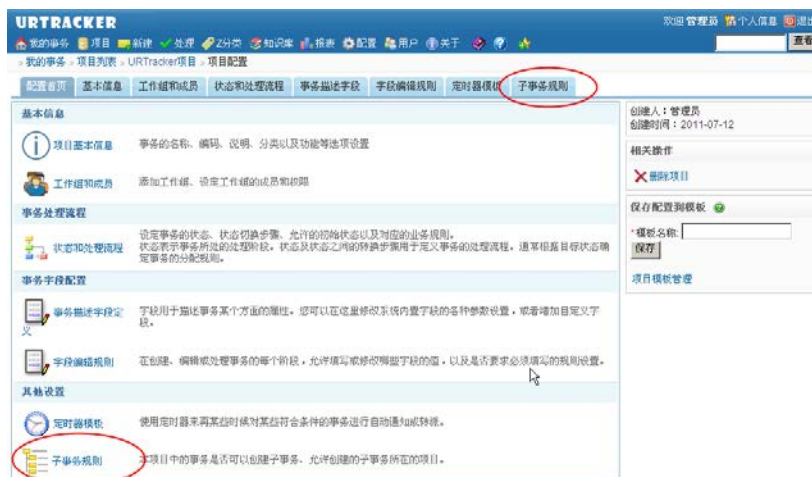 URTRACKER
欢迎 管理员 个人信息 退出
我的事务 项目 新建 处理 Z分类 知识库 报表 配置 用户 关于
查看
» 我的事务 » 项目列表 » URTracker项目 » 项目配置
配置首页 基本信息 工作组和成员 状态和处理流程 事务描述字段 字段编辑规则 定时器模板 子事务规则
基本信息
项目基本信息 事务的名称、编码、说明、分类以及功能等选项设置
工作组和成员 添加工作组、设定工作组的成员和权限
事务处理流程
设定事务的状态、状态切换步骤、允许的初始状态以及对应的业务规则。
状态和处理流程 状态表示事务所处的处理阶段。状态及状态之间的转换步骤用于定义事务的处理流程。通常根据目标状态确
定事务的分配规则。
事务字段配置
事务描述字段定 字段用于描述事务某个方面的属性。您可以在这里修改系统内置字段的各种参数设置，或者增加自定义字
义 段。
字段编辑规则 在创建、编辑或处理事务的每个阶段，允许填写或修改哪些字段的值，以及是否要求必须填写的规则设置。
其他设置
定时器模板 使用定时器来再某些时候对某些符合条件的事务进行自动通知或转派。
子事务规则 本项目中的事务是否可以创建子事务、允许创建的子事务所在的项目。
创建人：管理员
创建时间：2011-07-12
相关操作
删除项目
保存配置到模板
*模板名称:
保存
项目模板管理